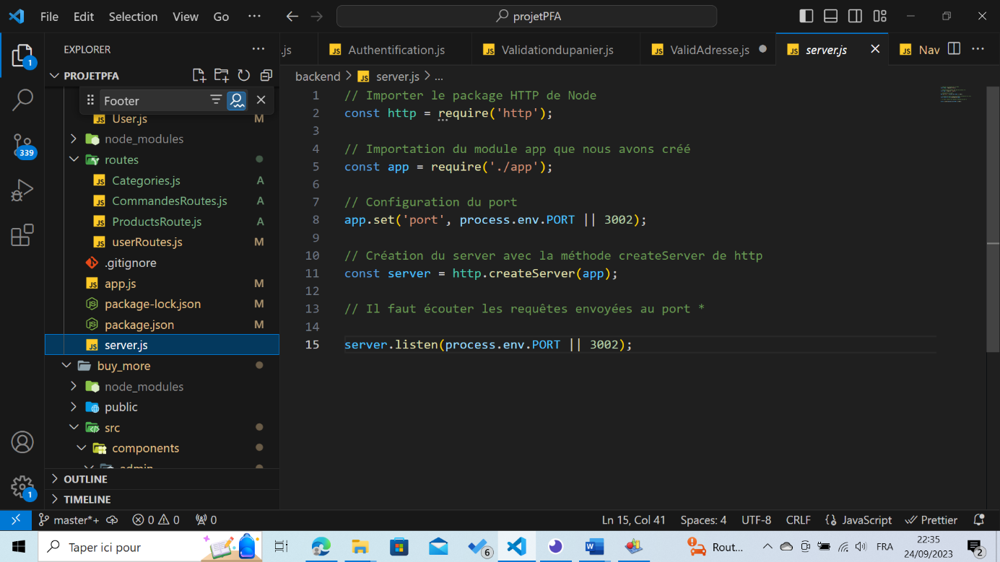 File Edit Selection View Go ··· projetPFA
EXPLORER ···
.js Authentification.js Validationdupanier.js ValidAdresse.js server.js Nav ···
PROJETPFA
Footer
User.js M
node_modules
routes
Categories.js A
CommandesRoutes.js A
ProductsRoute.js A
userRoutes.js M
.gitignore
app.js M
package-lock.json M
package.json M
server.js
buy_more
node_modules
public
src
components
admin
OUTLINE
TIMELINE
1
339
1
backend > server.js > ...
1 // Importer le package HTTP de Node
2 const http = require('http');
3
4 // Importation du module app que nous avons créé
5 const app = require('./app');
6
7 // Configuration du port
8 app.set('port', process.env.PORT || 3002);
9
10 // Création du server avec la méthode createServer de http
11 const server = http.createServer(app);
12
13 // Il faut écouter les requêtes envoyées au port *
14
15 server.listen(process.env.PORT || 3002);
master*+ 0 0 0 Ln 15, Col 41 Spaces: 4 UTF-8 CRLF JavaScript Prettier
Taper ici pour 6 Rout... FRA 22:35
24/09/2023 2